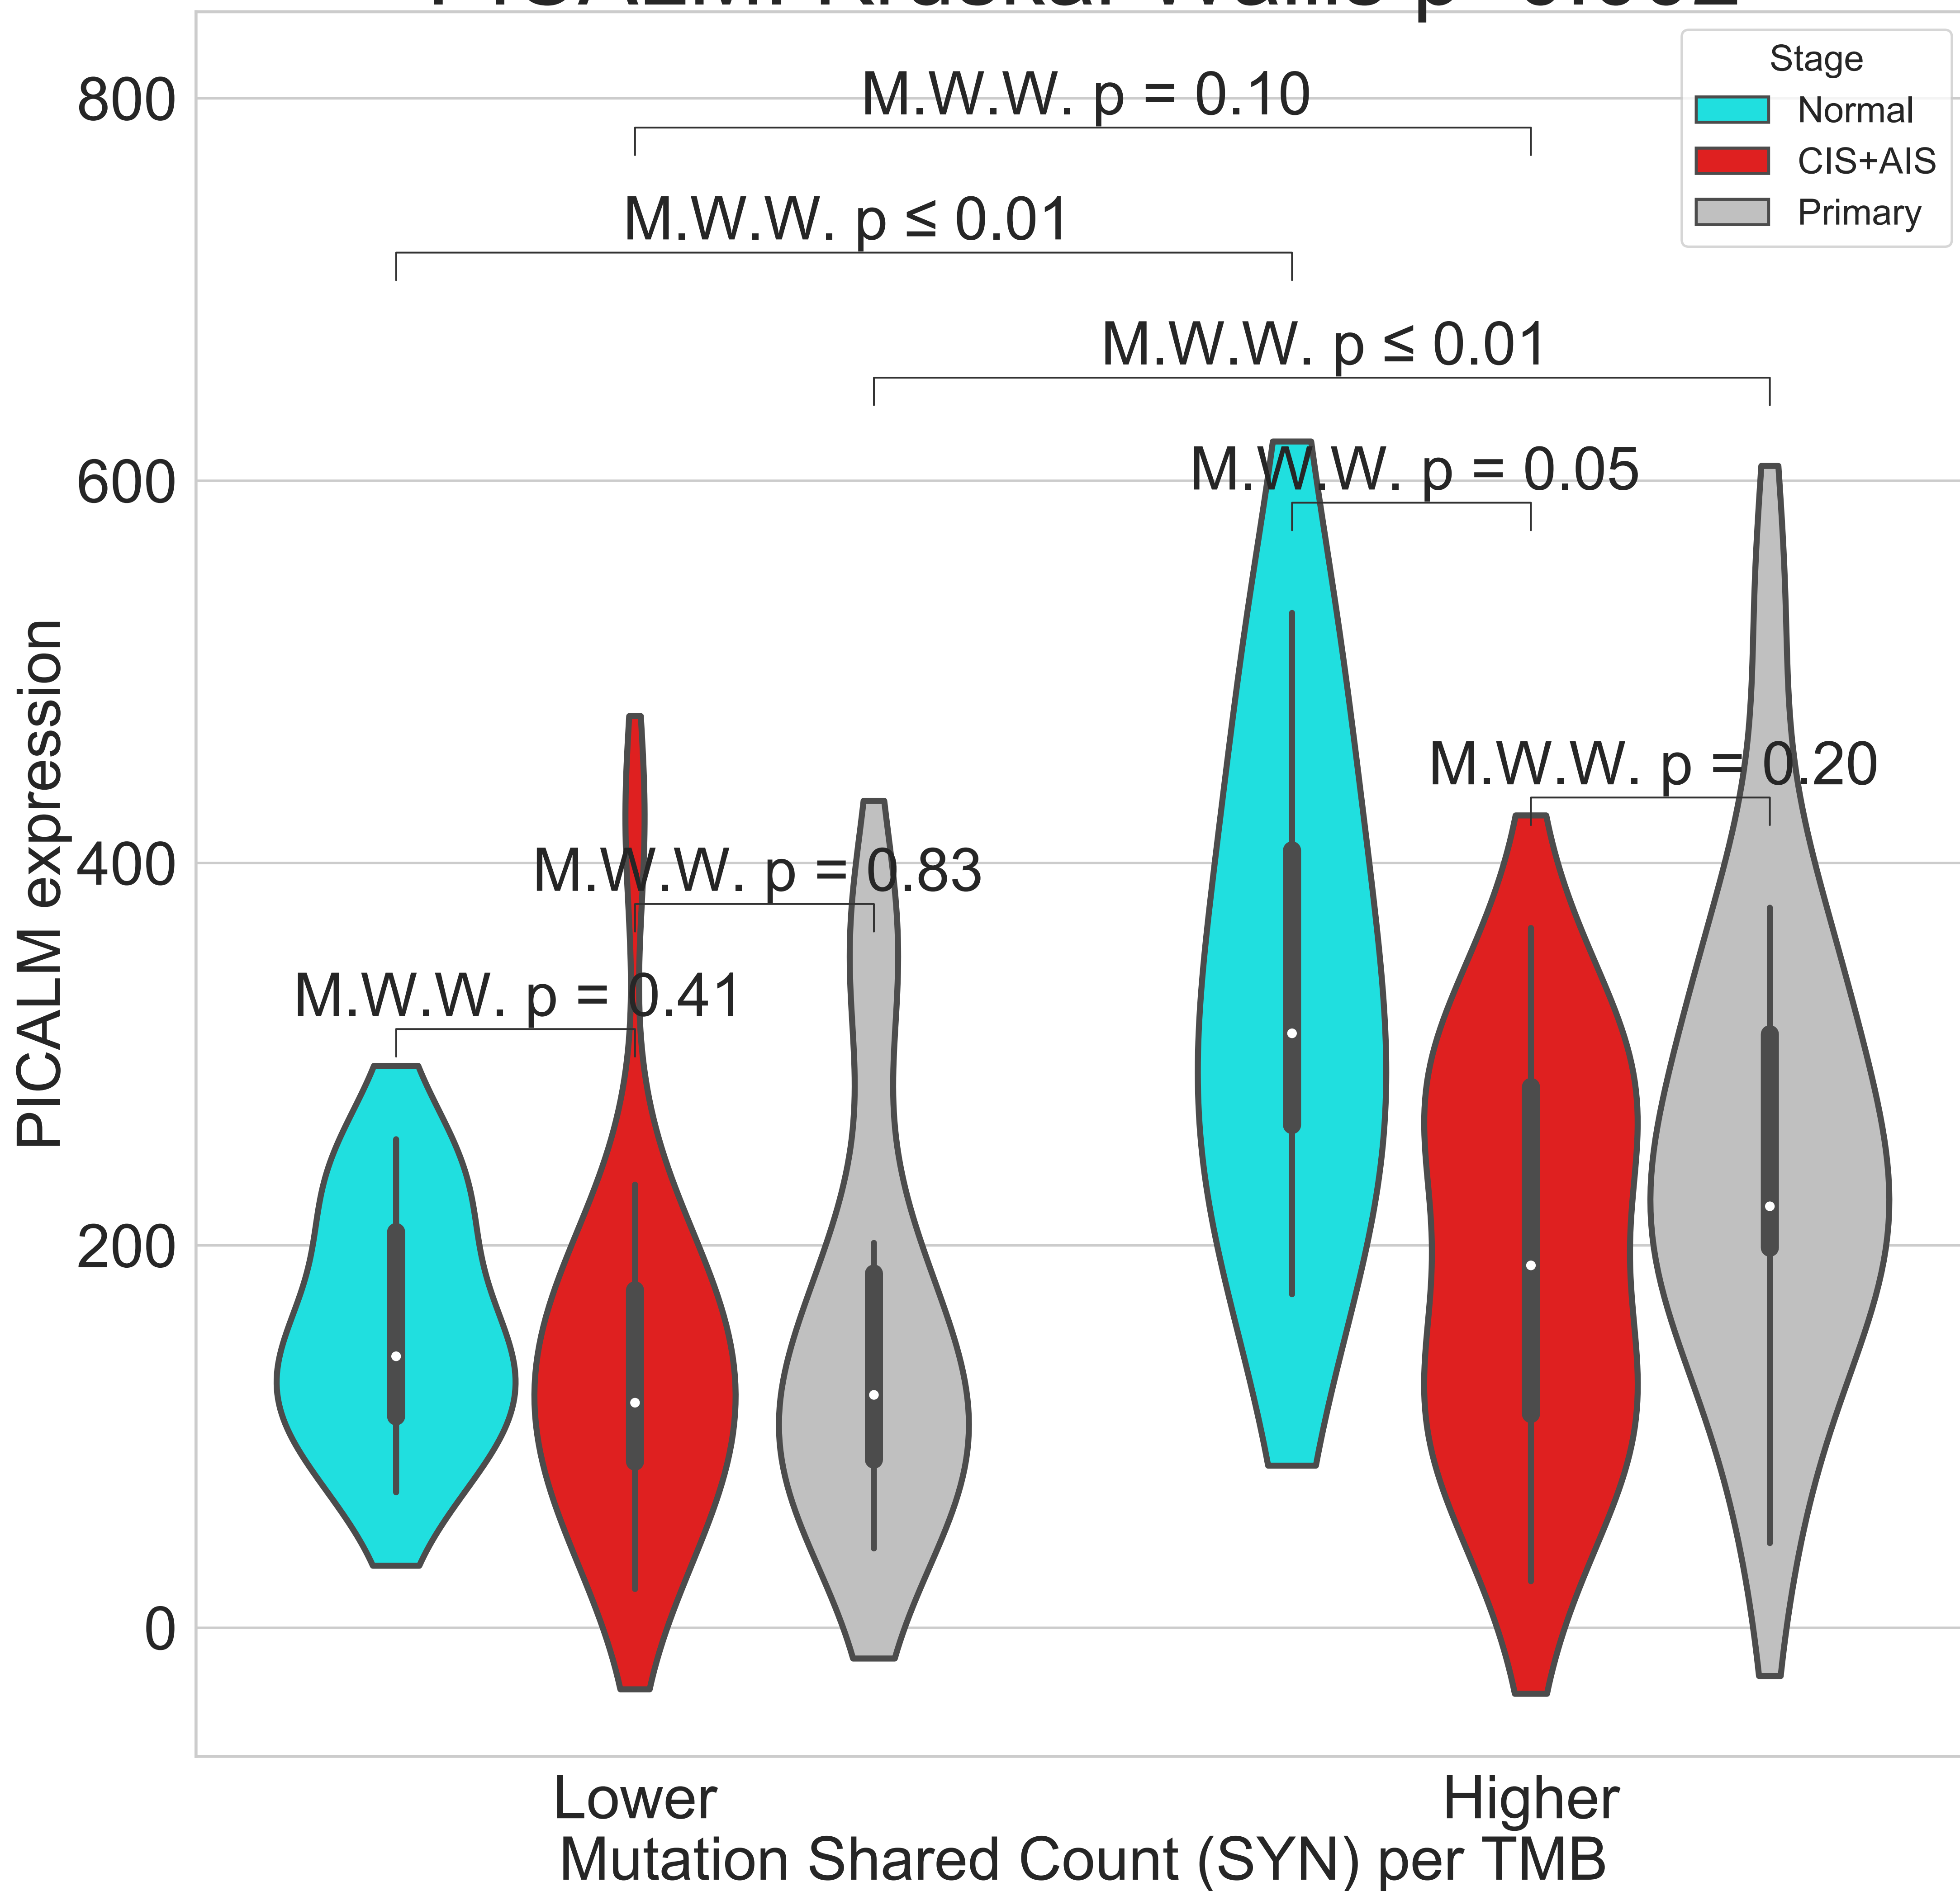 Stage
Normal
CIS+AIS
Primary
800
600
400
200
0
PICALM expression
M.W.W. p = 0.10
M.W.W. p ≤ 0.01
M.W.W. p ≤ 0.01
M.W.W. p = 0.05
M.W.W. p = 0.20
M.W.W. p = 0.83
M.W.W. p = 0.41
Lower
Higher
Mutation Shared Count (SYN) per TMB